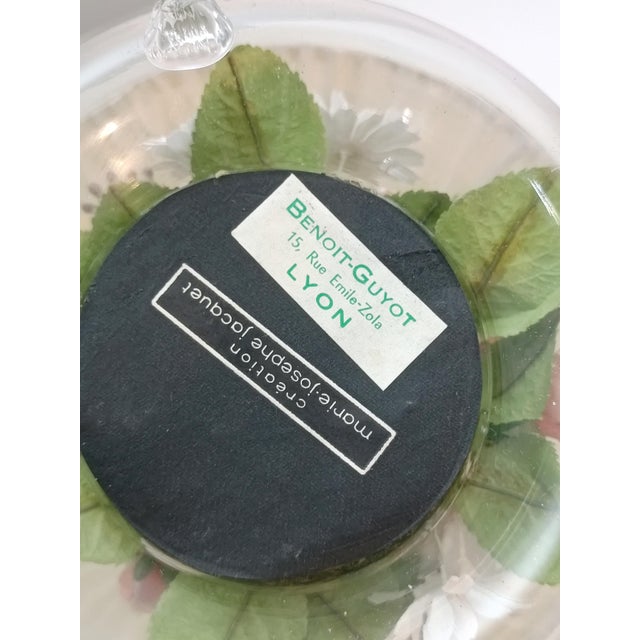 BENOIT-GUYOT
15, Rue Emile-Zola
LYON
création
marie-josephe jacquet